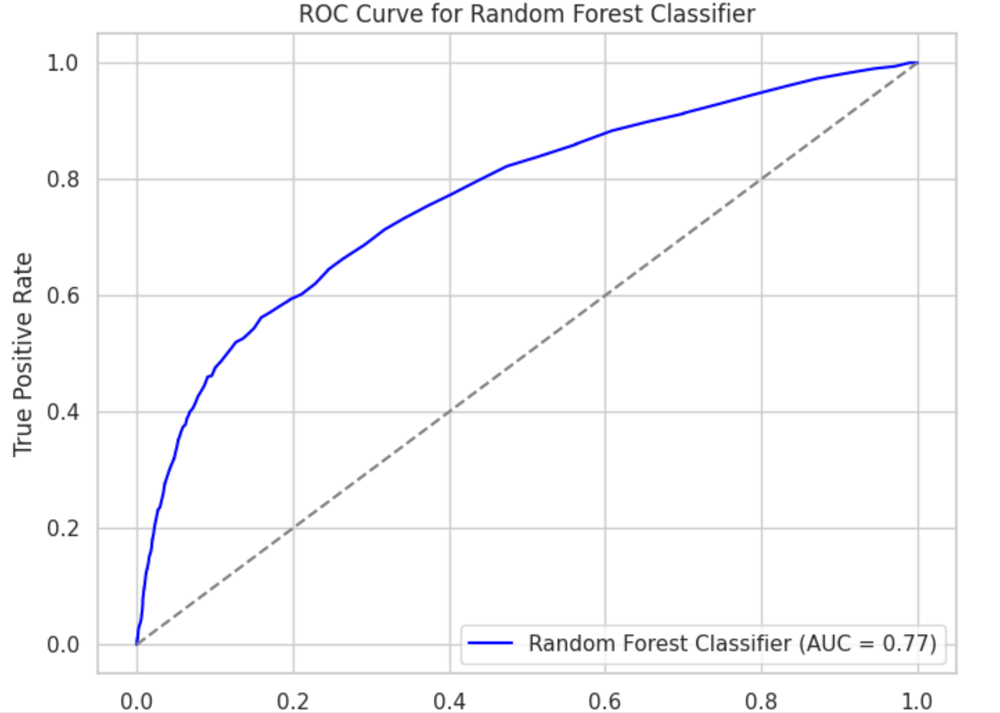 ROC Curve for Random Forest Classifier
1.0
0.8
0.6
0.4
0.2
0.0
True Positive Rate
Random Forest Classifier (AUC = 0.77)
0.0 0.2 0.4 0.6 0.8 1.0